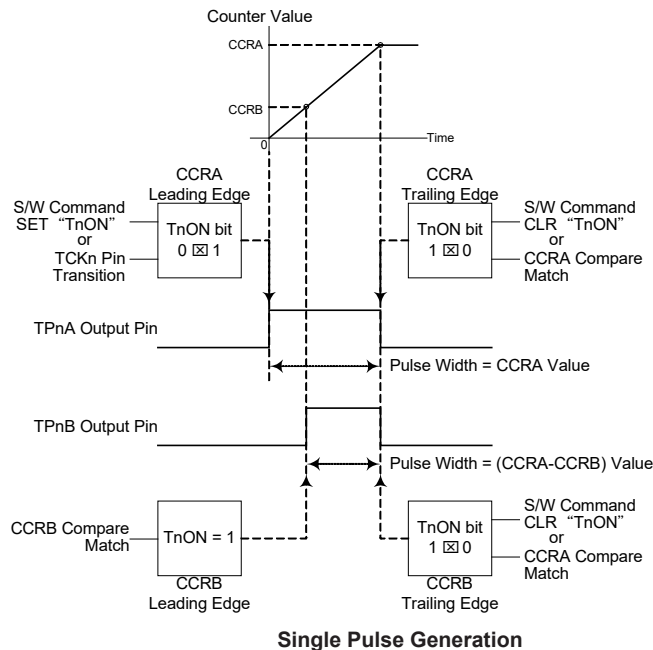 Counter Value
CCRA
CCRB
0
Time
CCRA
Leading Edge
S/W Command
SET “TnON”
or
TCKn Pin
Transition
TnON bit
0 ☒ 1
CCRA
Trailing Edge
TnON bit
1 ☒ 0
S/W Command
CLR “TnON”
or
CCRA Compare
Match
TPnA Output Pin
Pulse Width = CCRA Value
TPnB Output Pin
Pulse Width = (CCRA-CCRB) Value
CCRB Compare
Match
TnON = 1
CCRB
Leading Edge
TnON bit
1 ☒ 0
CCRB
Trailing Edge
S/W Command
CLR “TnON”
or
CCRA Compare
Match
Single Pulse Generation